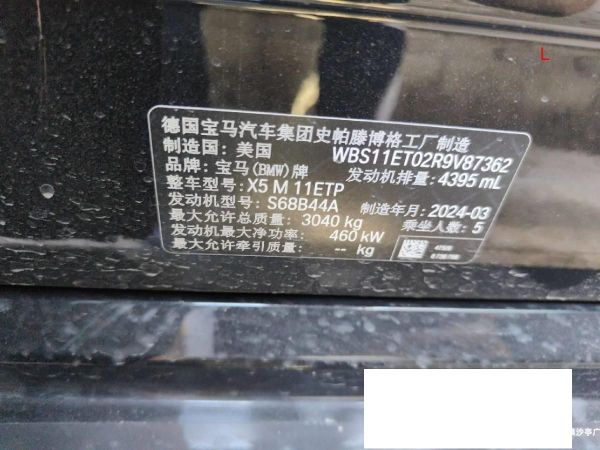 L
德国宝马汽车集团史帕滕博格工厂制造
制造国: 美国 WBS11ET02R9V87362
品牌: 宝马(BMW)牌 发动机排量: 4395 mL
整车型号: X5 M 11ETP
发动机型号: S68B44A 制造年月: 2024-03
最大允许总质量: 3040 kg 乘坐人数: 5
发动机最大净功率: 460 kW
最大允许牵引质量: -- kg
沙亭广